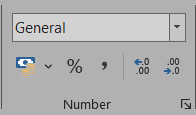 General
% , ←.0 .00 .00 →.0
Number